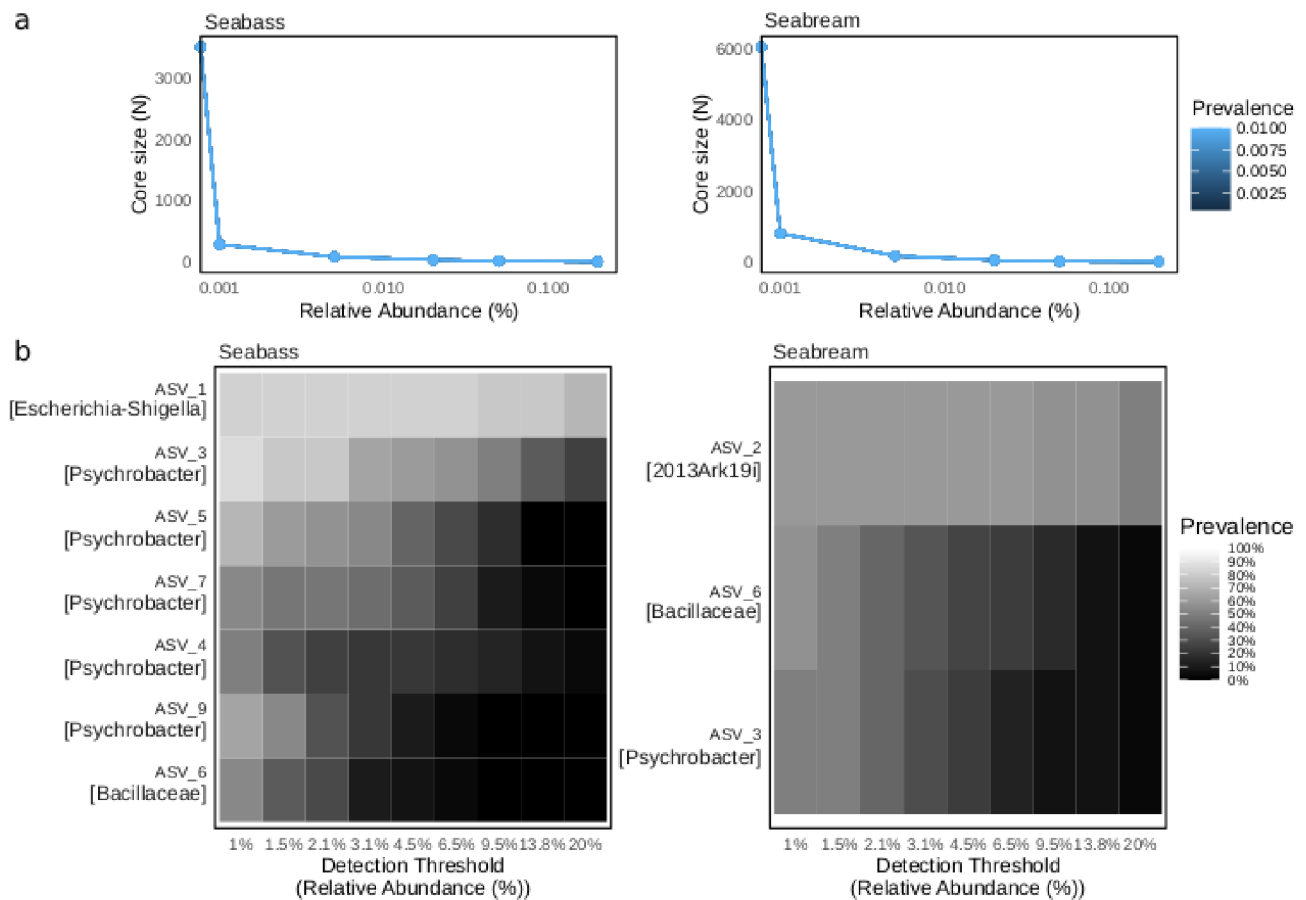 a
Seabass
Core size (N)
3000
2000
1000
0
0.001
0.010
0.100
Relative Abundance (%)
Seabream
Core size (N)
6000
4000
2000
0
0.001
0.010
0.100
Relative Abundance (%)
Prevalence
0.0100
0.0075
0.0050
0.0025
b
Seabass
ASV_1
[Escherichia-Shigella]
ASV_3
[Psychrobacter]
ASV_5
[Psychrobacter]
ASV_7
[Psychrobacter]
ASV_4
[Psychrobacter]
ASV_9
[Psychrobacter]
ASV_6
[Bacillaceae]
1% 1.5% 2.1% 3.1% 4.5% 6.5% 9.5% 13.8% 20%
Detection Threshold
(Relative Abundance (%))
Seabream
ASV_2
[2013Ark19i]
ASV_6
[Bacillaceae]
ASV_3
[Psychrobacter]
1% 1.5% 2.1% 3.1% 4.5% 6.5% 9.5% 13.8% 20%
Detection Threshold
(Relative Abundance (%))
Prevalence
100%
90%
80%
70%
60%
50%
40%
30%
20%
10%
0%